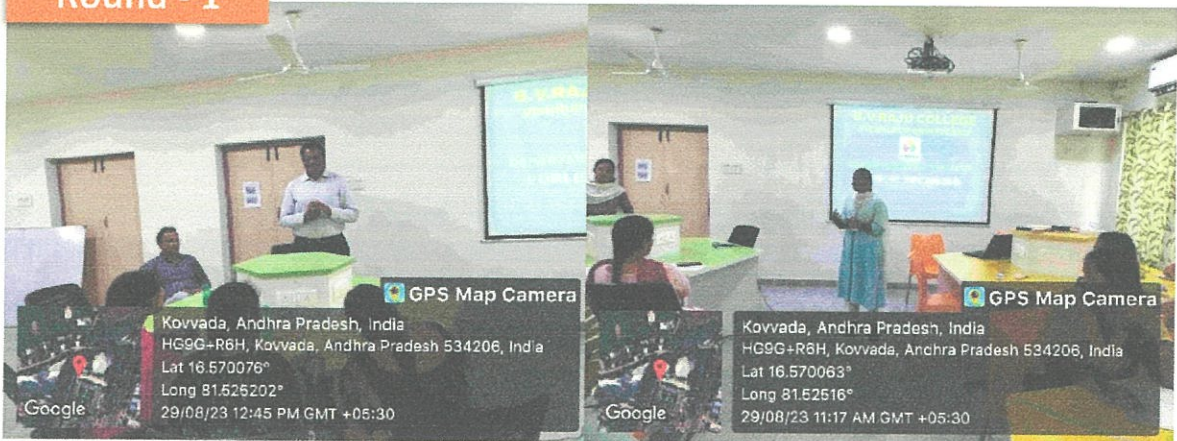 Round - 1
GPS Map Camera
Kovvada, Andhra Pradesh, India
HG9G+R6H, Kovvada, Andhra Pradesh 534206, India
Lat 16.570076°
Long 81.525202°
29/08/23 12:45 PM GMT +05:30
Google
B.V.RAJU COLLEGE
GPS Map Camera
Kovvada, Andhra Pradesh, India
HG9G+R6H, Kovvada, Andhra Pradesh 534206, India
Lat 16.570063°
Long 81.52516°
29/08/23 11:17 AM GMT +05:30
Google